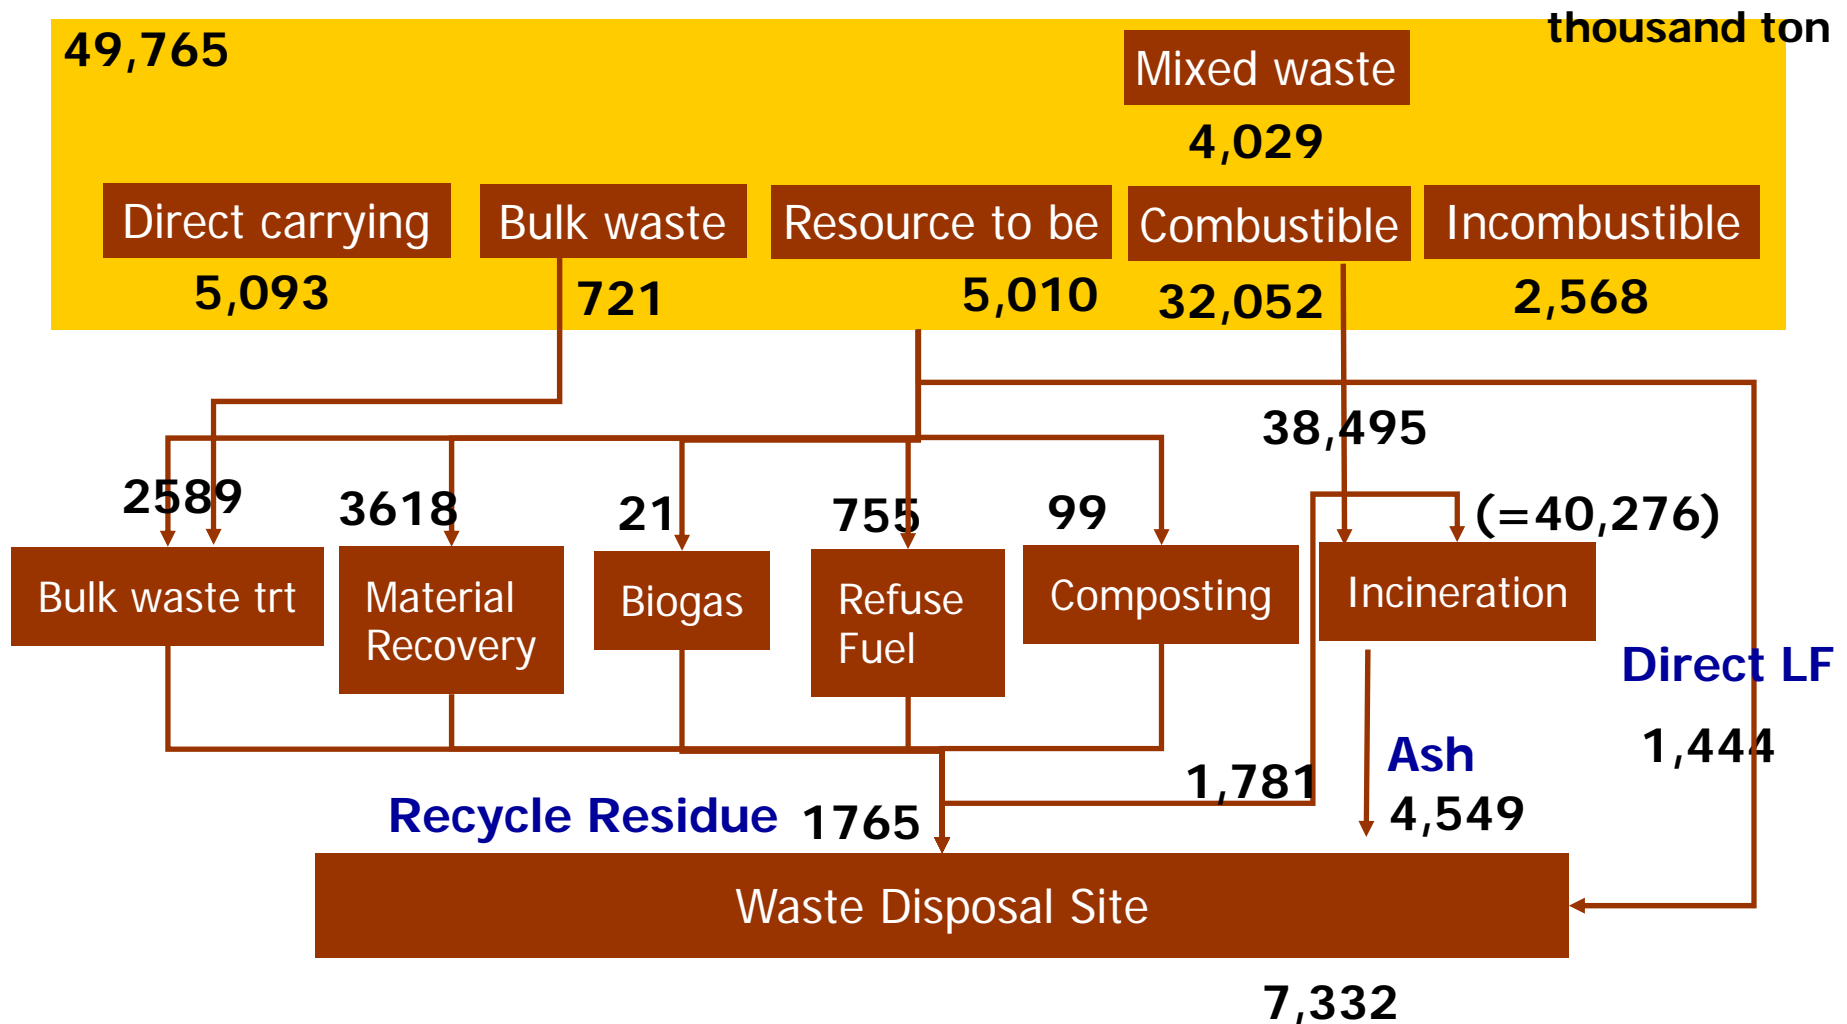 thousand ton
49,765
Mixed waste
4,029
Direct carrying
Bulk waste
Resource to be
Combustible
Incombustible
5,093
721
5,010
32,052
2,568
38,495
2589
3618
21
755
99
(=40,276)
Bulk waste trt
Material
Recovery
Biogas
Refuse
Fuel
Composting
Incineration
Direct LF
1,444
Ash
4,549
1,781
Recycle Residue
1765
Waste Disposal Site
7,332